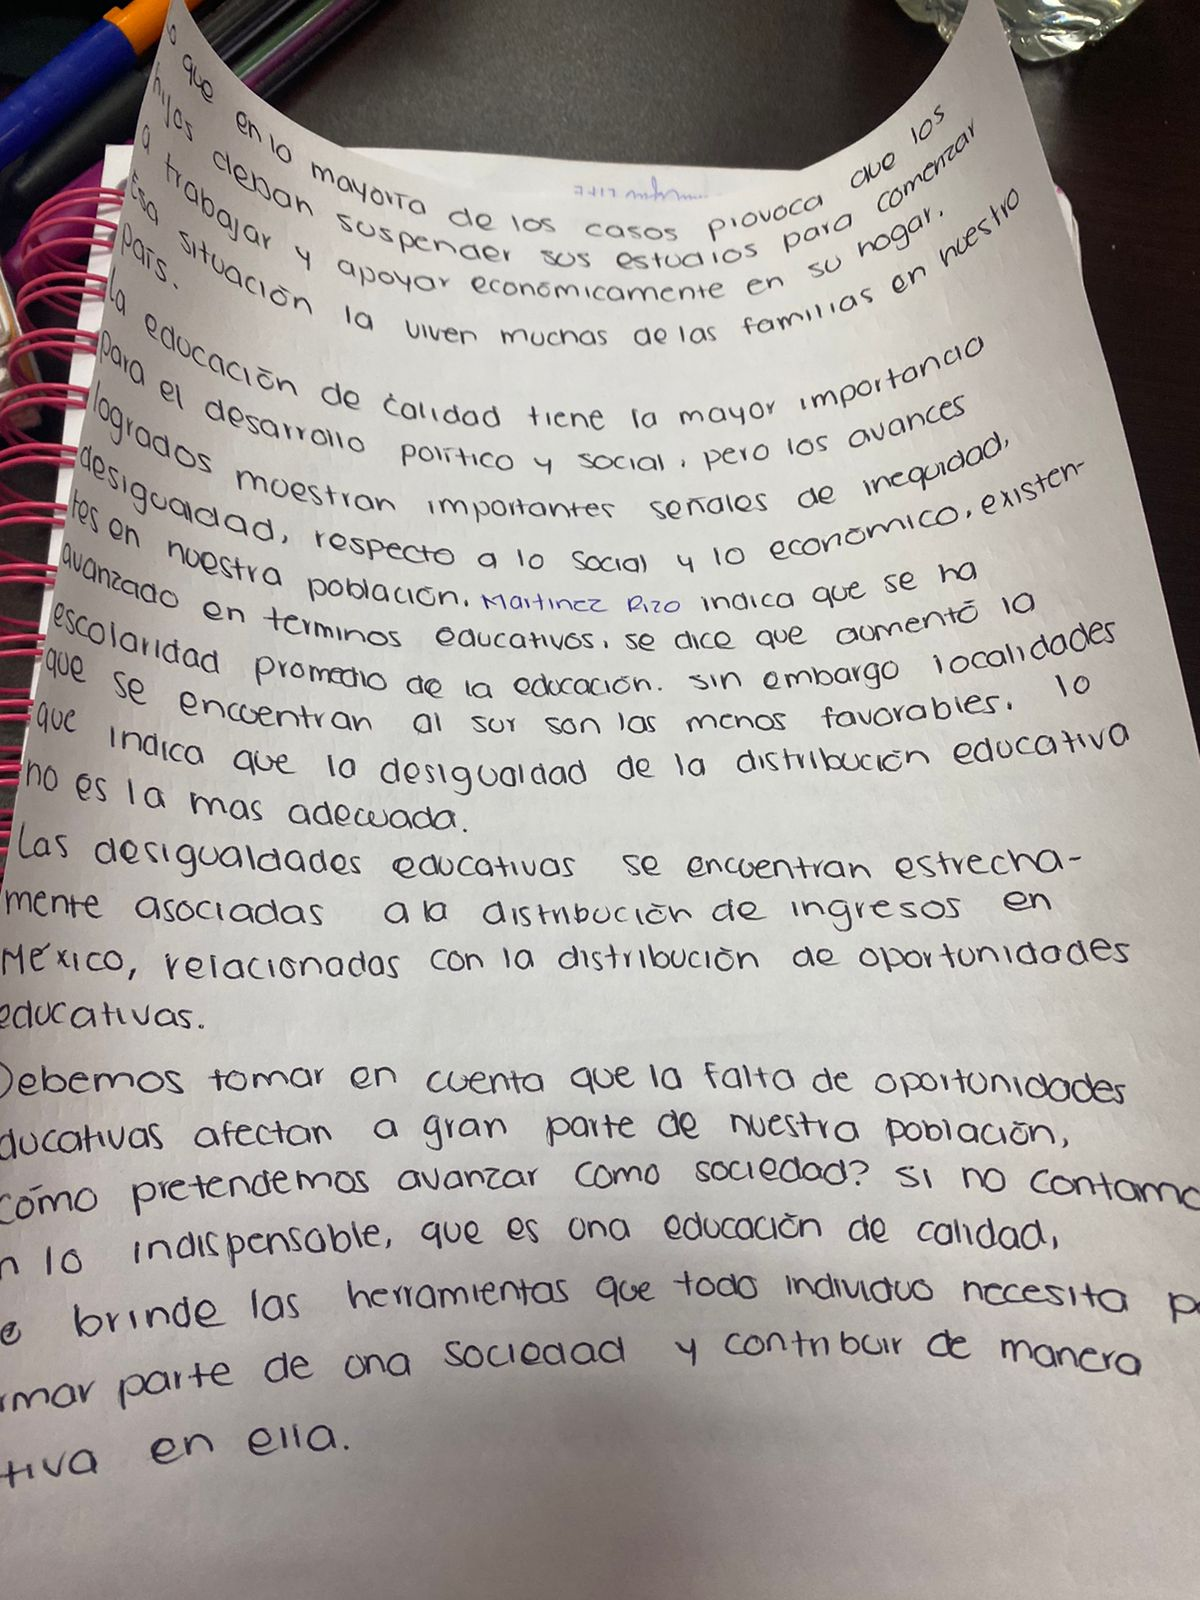 lo que en lo mayoría de los casos provoca que los
hijos deban suspender sus estudios para comenzar
a trabajar y apoyar económicamente en su hogar.
Esa situación la viven muchas de las familias en nuestro
país.
La educación de calidad tiene la mayor importancia
para el desarrollo político y social, pero los avances
logrados muestran importantes señales de inequidad,
desigualdad, respecto a lo social y lo económico, existen-
tes en nuestra población. Martinez Rizo indica que se ha
avanzado en terminos educativos, se dice que aumentó la
escolaridad promedio de la educación. sin embargo localidades
que se encuentran al sur son las menos favorables. lo
que indica que la desigualdad de la distribución educativa
no es la mas adecuada.
Las desigualdades educativas se encuentran estrecha-
mente asociadas a la distribución de ingresos en
México, relacionadas con la distribución de oportunidades
educativas.
Debemos tomar en cuenta que la falta de oportunidades
ducativas afectan a gran parte de nuestra población,
cómo pretendemos avanzar como sociedad? si no contamo
n lo indispensable, que es una educación de calidad,
e brinde las herramientas que todo individuo necesita pa
rmar parte de una sociedad y contribuir de manera
tiva en ella.